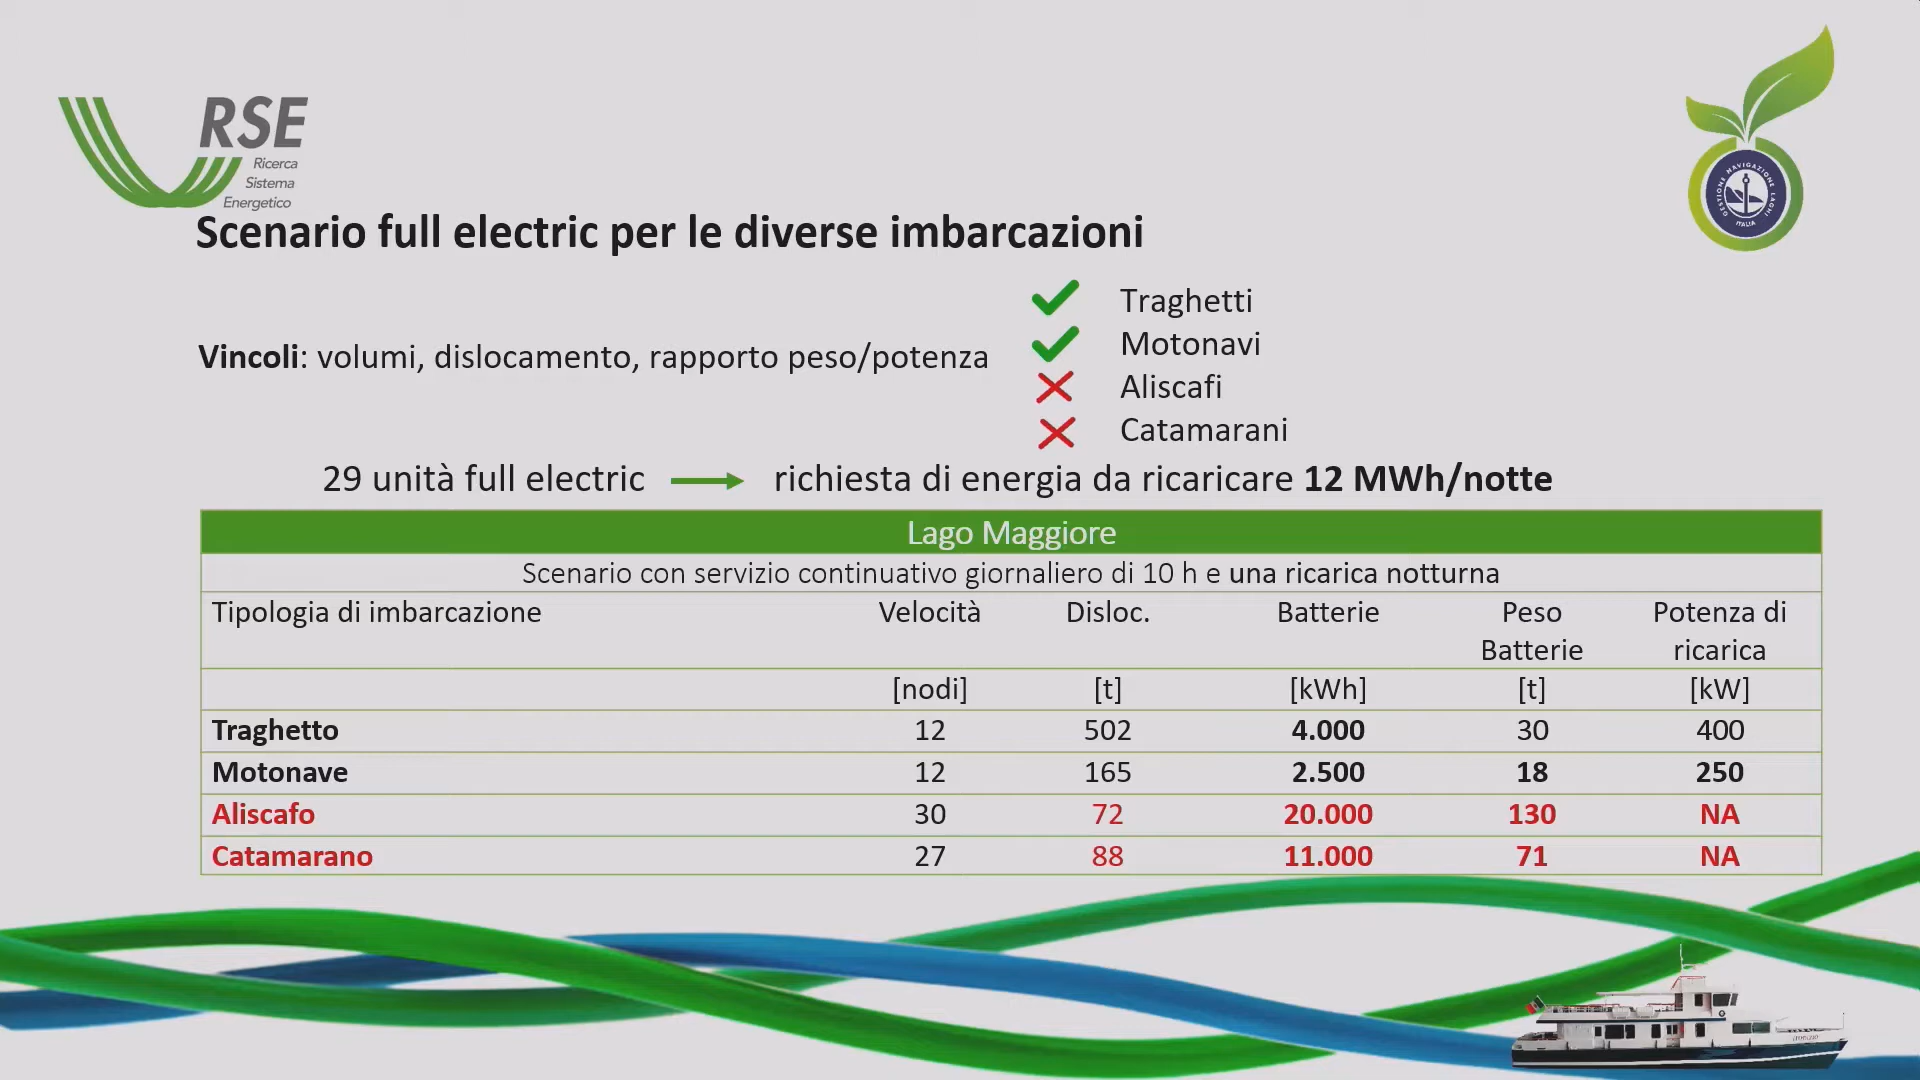 RSE
Ricerca
Sistema
Energetico
GESTIONE NAVIGAZIONE LAGHI
ITALIA
Scenario full electric per le diverse imbarcazioni
Vincoli: volumi, dislocamento, rapporto peso/potenza
Traghetti
Motonavi
Aliscafi
Catamarani
29 unità full electric richiesta di energia da ricaricare 12 MWh/notte
Lago Maggiore
Scenario con servizio continuativo giornaliero di 10 h e una ricarica notturna
Tipologia di imbarcazione Velocità Disloc. Batterie Peso Batterie Potenza di ricarica
[nodi] [t] [kWh] [t] [kW]
Traghetto 12 502 4.000 30 400
Motonave 12 165 2.500 18 250
Aliscafo 30 72 20.000 130 NA
Catamarano 27 88 11.000 71 NA